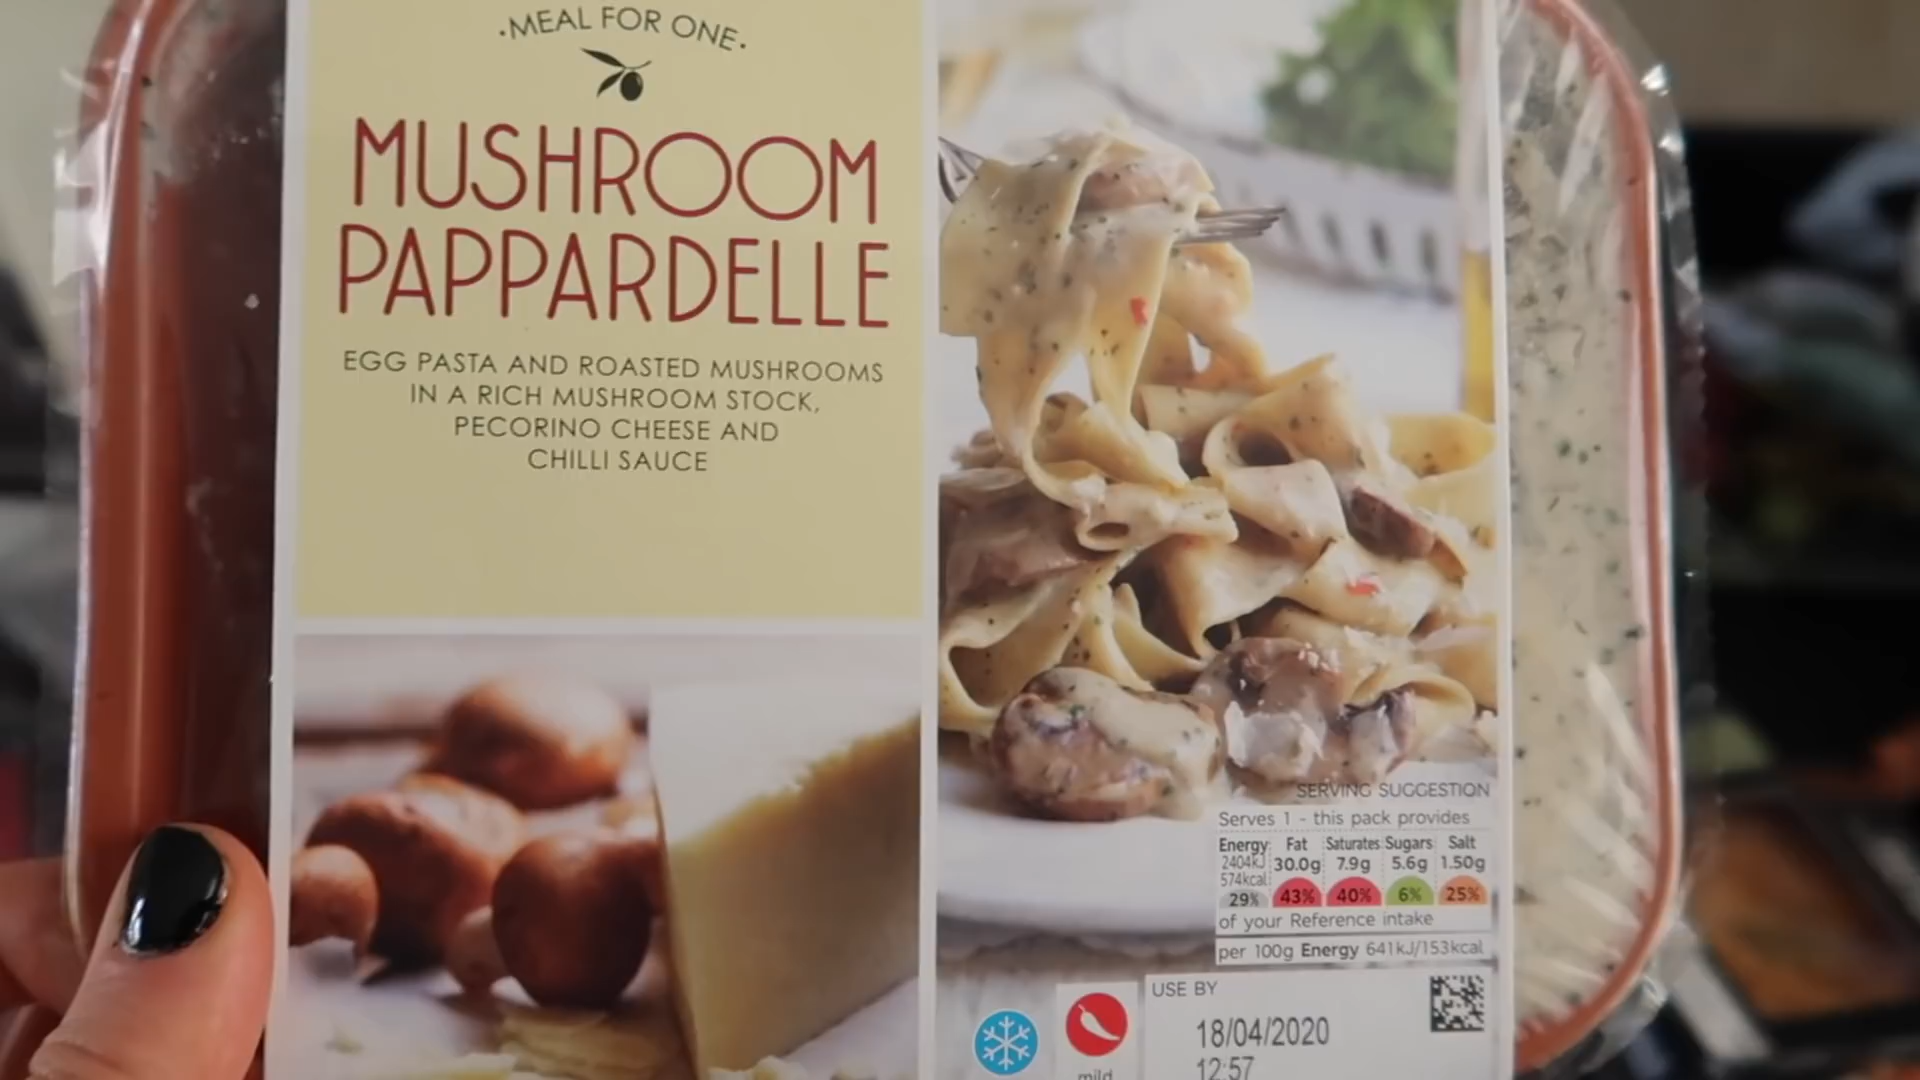 ·MEAL FOR ONE·
MUSHROOM
PAPPARDELLE
EGG PASTA AND ROASTED MUSHROOMS
IN A RICH MUSHROOM STOCK,
PECORINO CHEESE AND
CHILLI SAUCE
SERVING SUGGESTION
Serves 1 - this pack provides
Energy Fat Saturates Sugars Salt
2404kJ 30.0g 7.9g 5.6g 1.50g
574kcal
29% 43% 40% 6% 25%
of your Reference intake
per 100g Energy 641kJ/153kcal
USE BY
18/04/2020
12:57
mild